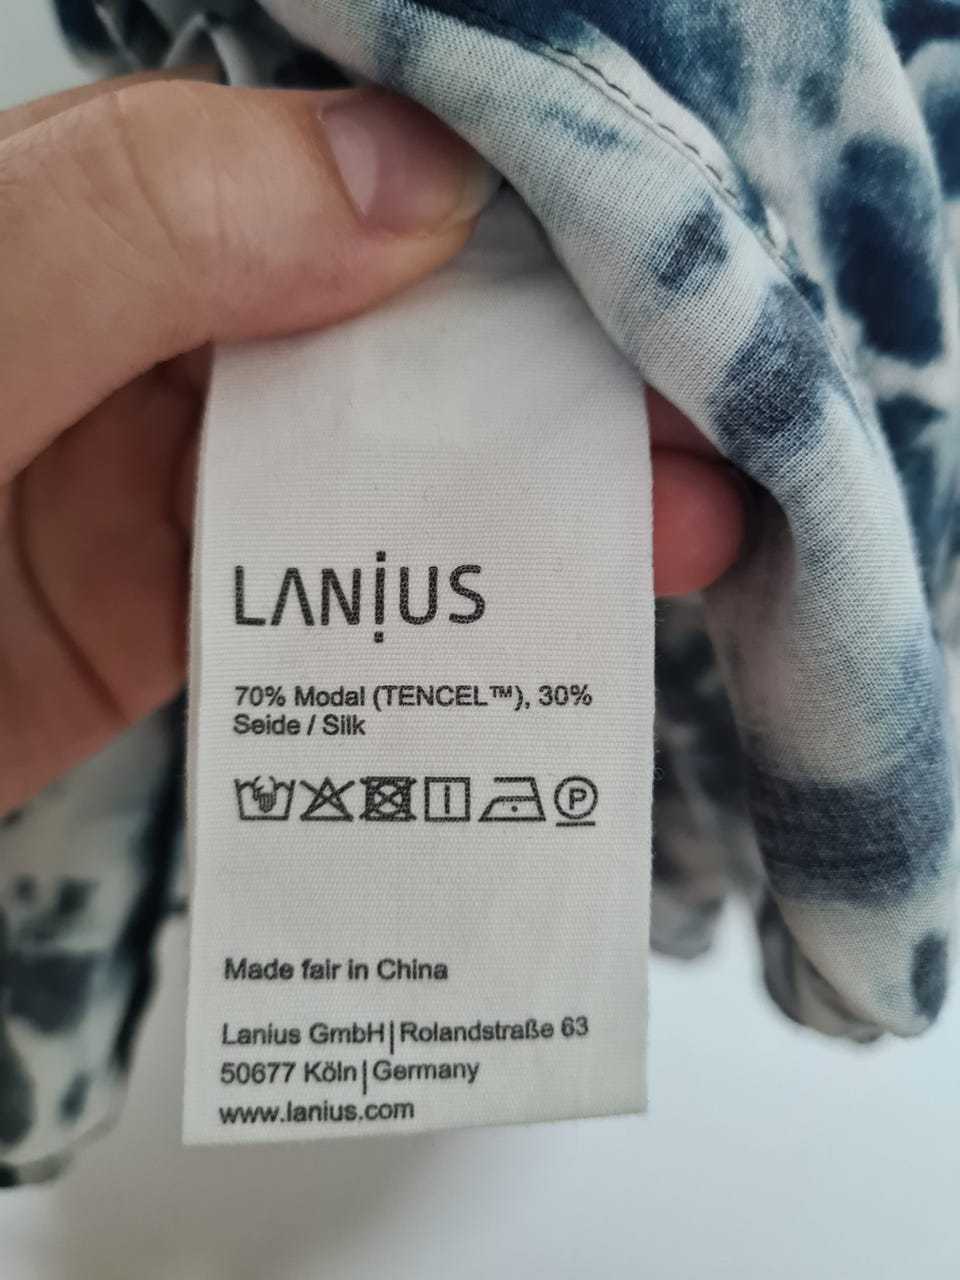 LANiUS
70% Modal (TENCEL™), 30%
Seide / Silk
P
Made fair in China
Lanius GmbH|Rolandstraße 63
50677 Köln|Germany
www.lanius.com